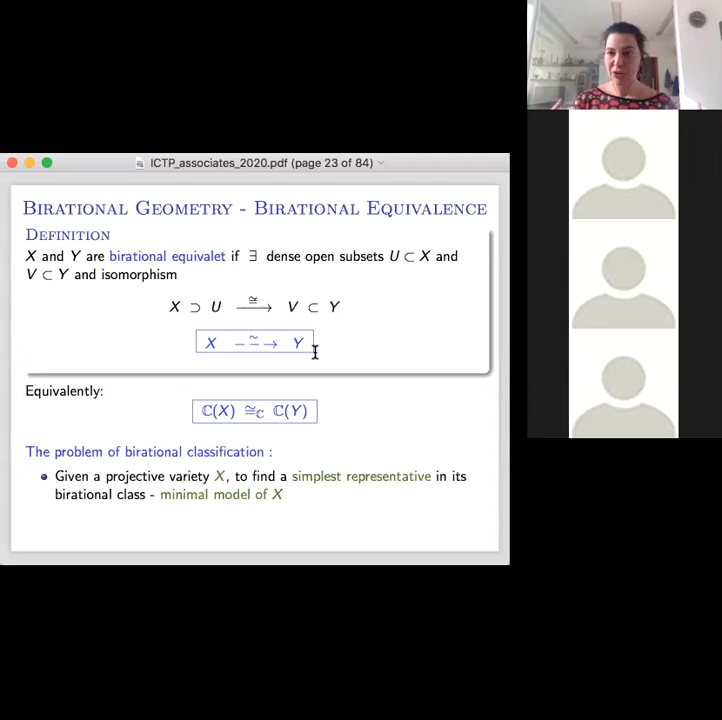 ICTP_associates_2020.pdf (page 23 of 84)
BIRATIONAL GEOMETRY - BIRATIONAL EQUIVALENCE
DEFINITION
X and Y are birational equivalet if ∃ dense open subsets U ⊂ X and
V ⊂ Y and isomorphism
X ⊃ U ≅⟶ V ⊂ Y
X ∼⇢ Y
Equivalently:
ℂ(X) ≅ℂ ℂ(Y)
The problem of birational classification :
• Given a projective variety X, to find a simplest representative in its
birational class - minimal model of X